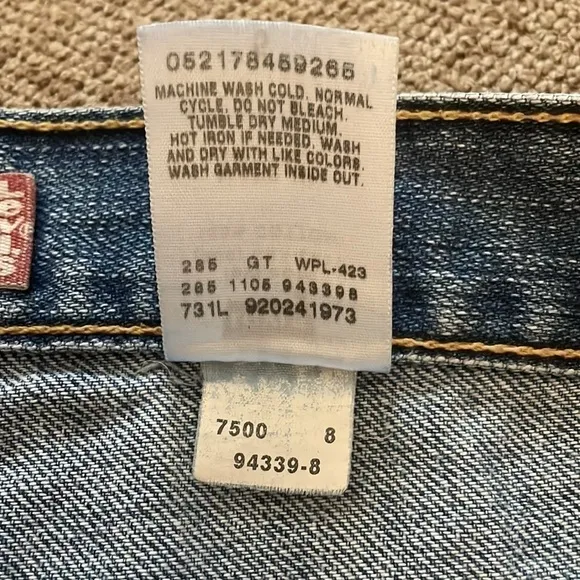 052178459265
MACHINE WASH COLD. NORMAL
CYCLE. DO NOT BLEACH.
TUMBLE DRY MEDIUM.
HOT IRON IF NEEDED. WASH
AND DRY WITH LIKE COLORS.
WASH GARMENT INSIDE OUT.
285 GT WPL-423
285 1105 943398
731L 920241973
7500 8
94339-8